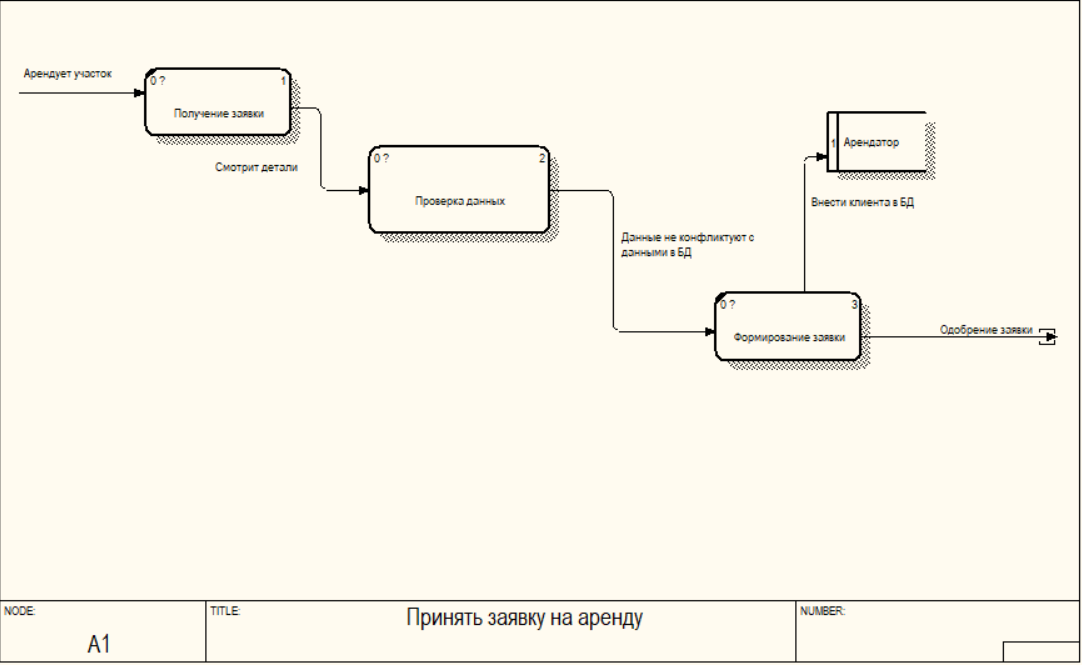 Арендует участок
0 ?
1
Получение заявки
Смотрит детали
0 ?
2
Проверка данных
1
Арендатор
Внести клиента в БД
Данные не конфликтуют с
данными в БД
0 ?
3
Формирование заявки
Одобрение заявки
NODE:
TITLE:
NUMBER:
A1
Принять заявку на аренду